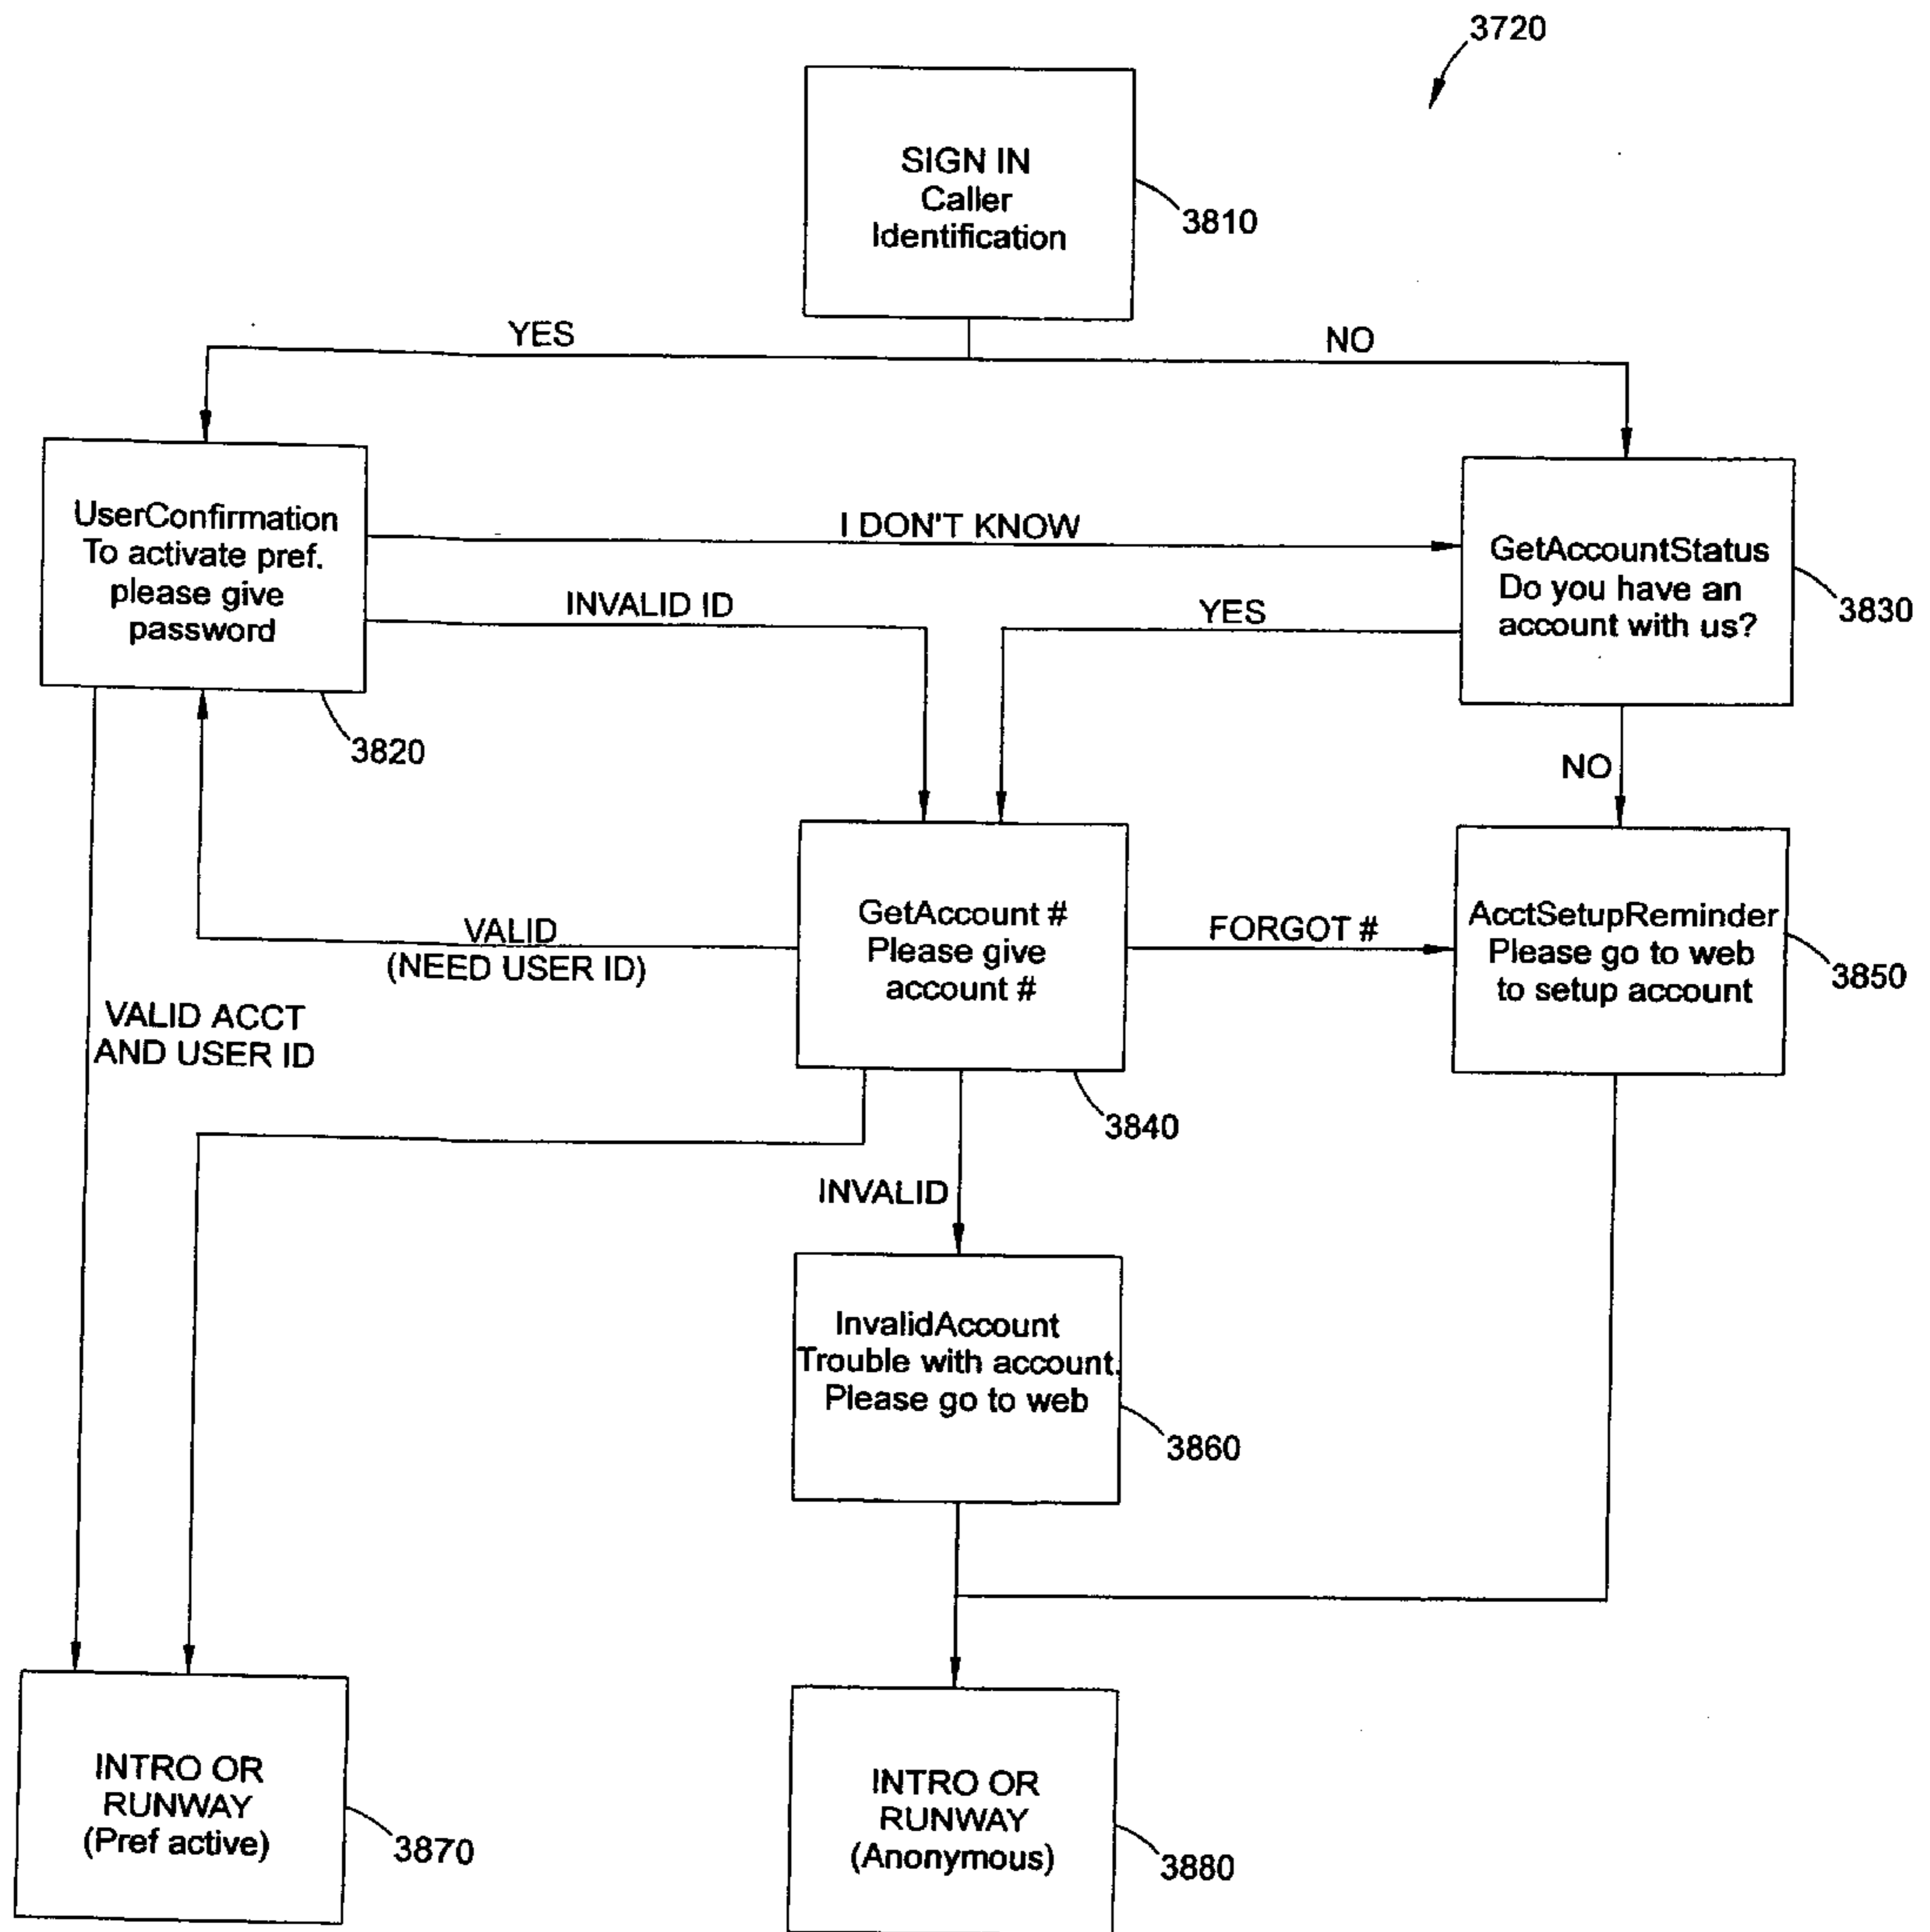 3720
SIGN IN
Caller
Identification
3810
YES
NO
UserConfirmation
To activate pref.
please give
password
3820
I DON'T KNOW
INVALID ID
YES
GetAccountStatus
Do you have an
account with us?
3830
NO
VALID
(NEED USER ID)
GetAccount #
Please give
account #
3840
FORGOT #
AcctSetupReminder
Please go to web
to setup account
3850
VALID ACCT
AND USER ID
INVALID
InvalidAccount
Trouble with account.
Please go to web
3860
INTRO OR
RUNWAY
(Pref active)
3870
INTRO OR
RUNWAY
(Anonymous)
3880